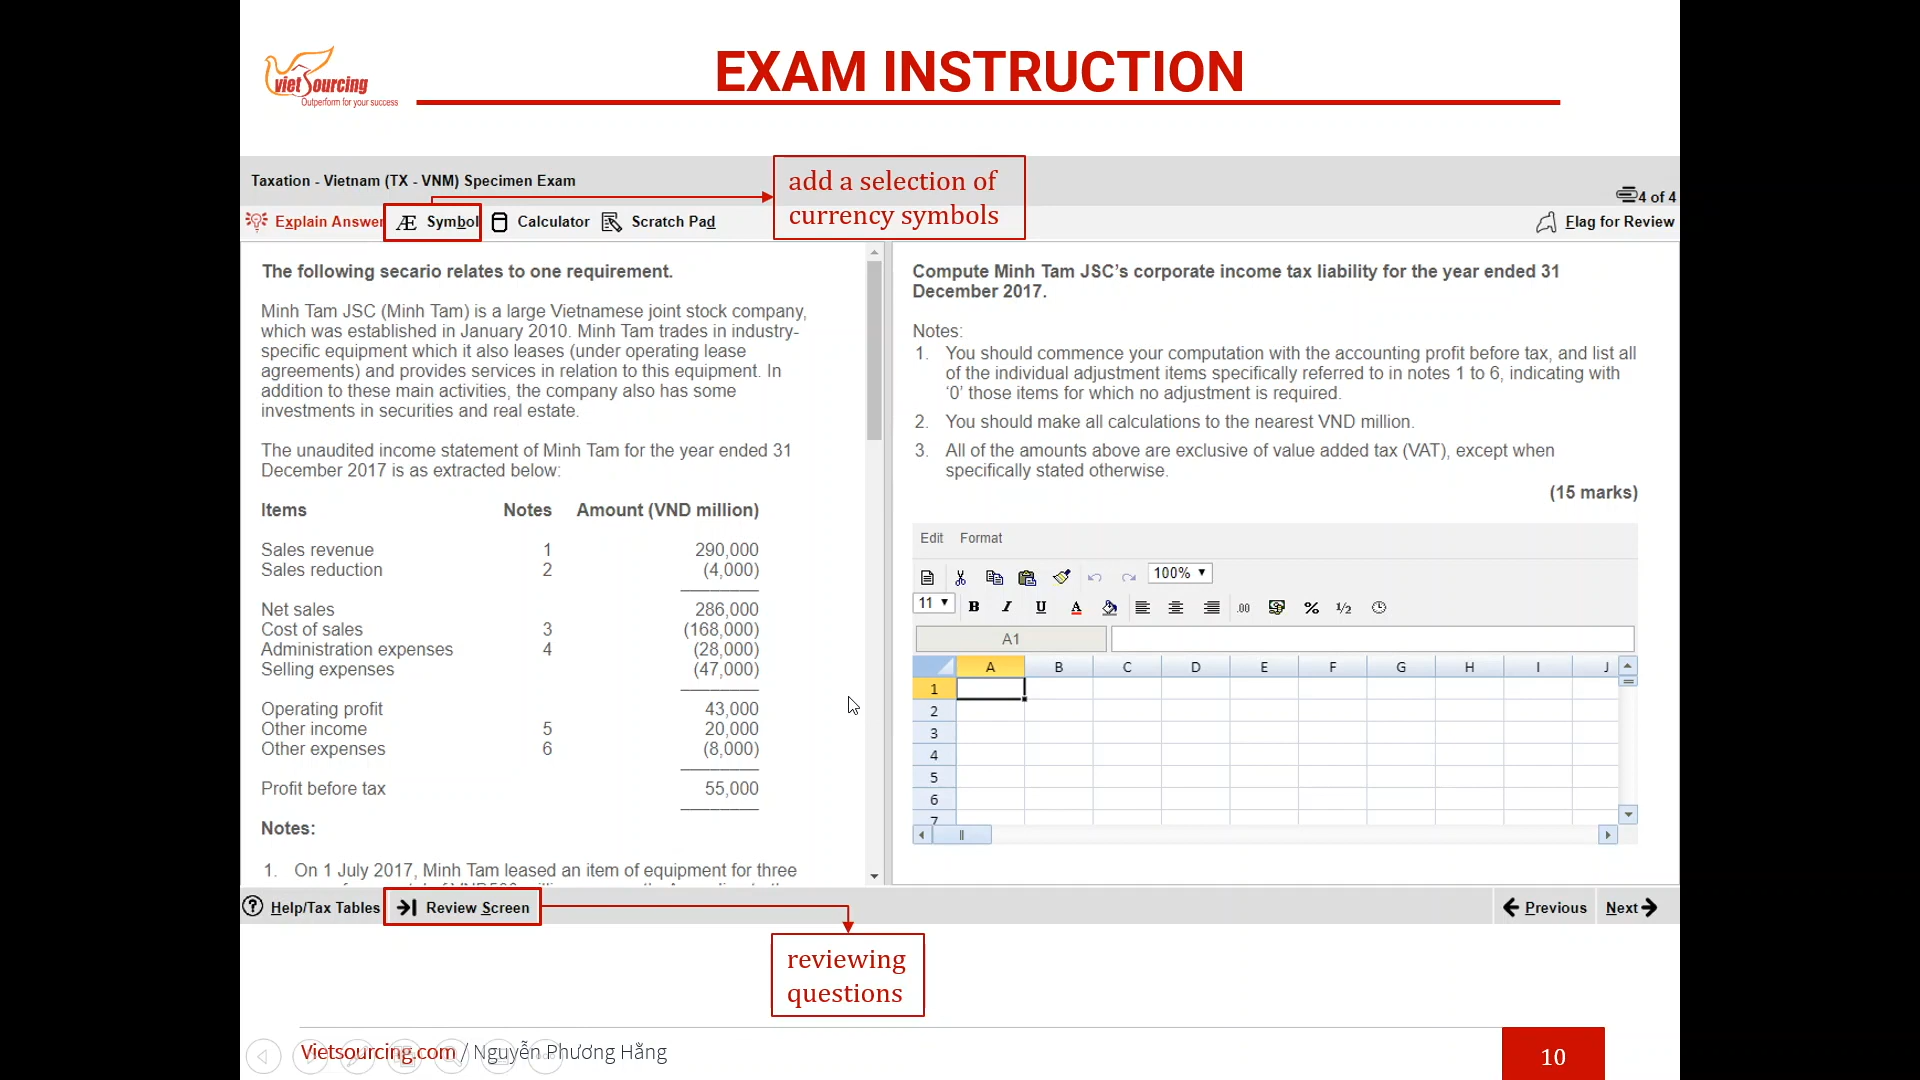 vietSourcing
Outperform for your success
EXAM INSTRUCTION
Taxation - Vietnam (TX - VNM) Specimen Exam
add a selection of
currency symbols
4 of 4
Explain Answer
Æ Symbol
Calculator
Scratch Pad
Flag for Review
The following secario relates to one requirement.
Minh Tam JSC (Minh Tam) is a large Vietnamese joint stock company,
which was established in January 2010. Minh Tam trades in industry-
specific equipment which it also leases (under operating lease
agreements) and provides services in relation to this equipment. In
addition to these main activities, the company also has some
investments in securities and real estate.
The unaudited income statement of Minh Tam for the year ended 31
December 2017 is as extracted below:
Items Notes Amount (VND million)
Sales revenue 1 290,000
Sales reduction 2 (4,000)
Net sales 286,000
Cost of sales 3 (168,000)
Administration expenses 4 (28,000)
Selling expenses (47,000)
Operating profit 43,000
Other income 5 20,000
Other expenses 6 (8,000)
Profit before tax 55,000
Notes:
1. On 1 July 2017, Minh Tam leased an item of equipment for three
Compute Minh Tam JSC's corporate income tax liability for the year ended 31
December 2017.
Notes:
1. You should commence your computation with the accounting profit before tax, and list all
of the individual adjustment items specifically referred to in notes 1 to 6, indicating with
‘0’ those items for which no adjustment is required.
2. You should make all calculations to the nearest VND million.
3. All of the amounts above are exclusive of value added tax (VAT), except when
specifically stated otherwise.
(15 marks)
Edit Format
100%
11 B I U A .00 % 1/2
A1
A B C D E F G H I J
1
2
3
4
5
6
7
Help/Tax Tables
Review Screen
Previous
Next
reviewing
questions
Vietsourcing.com / Nguyễn Phương Hằng
10